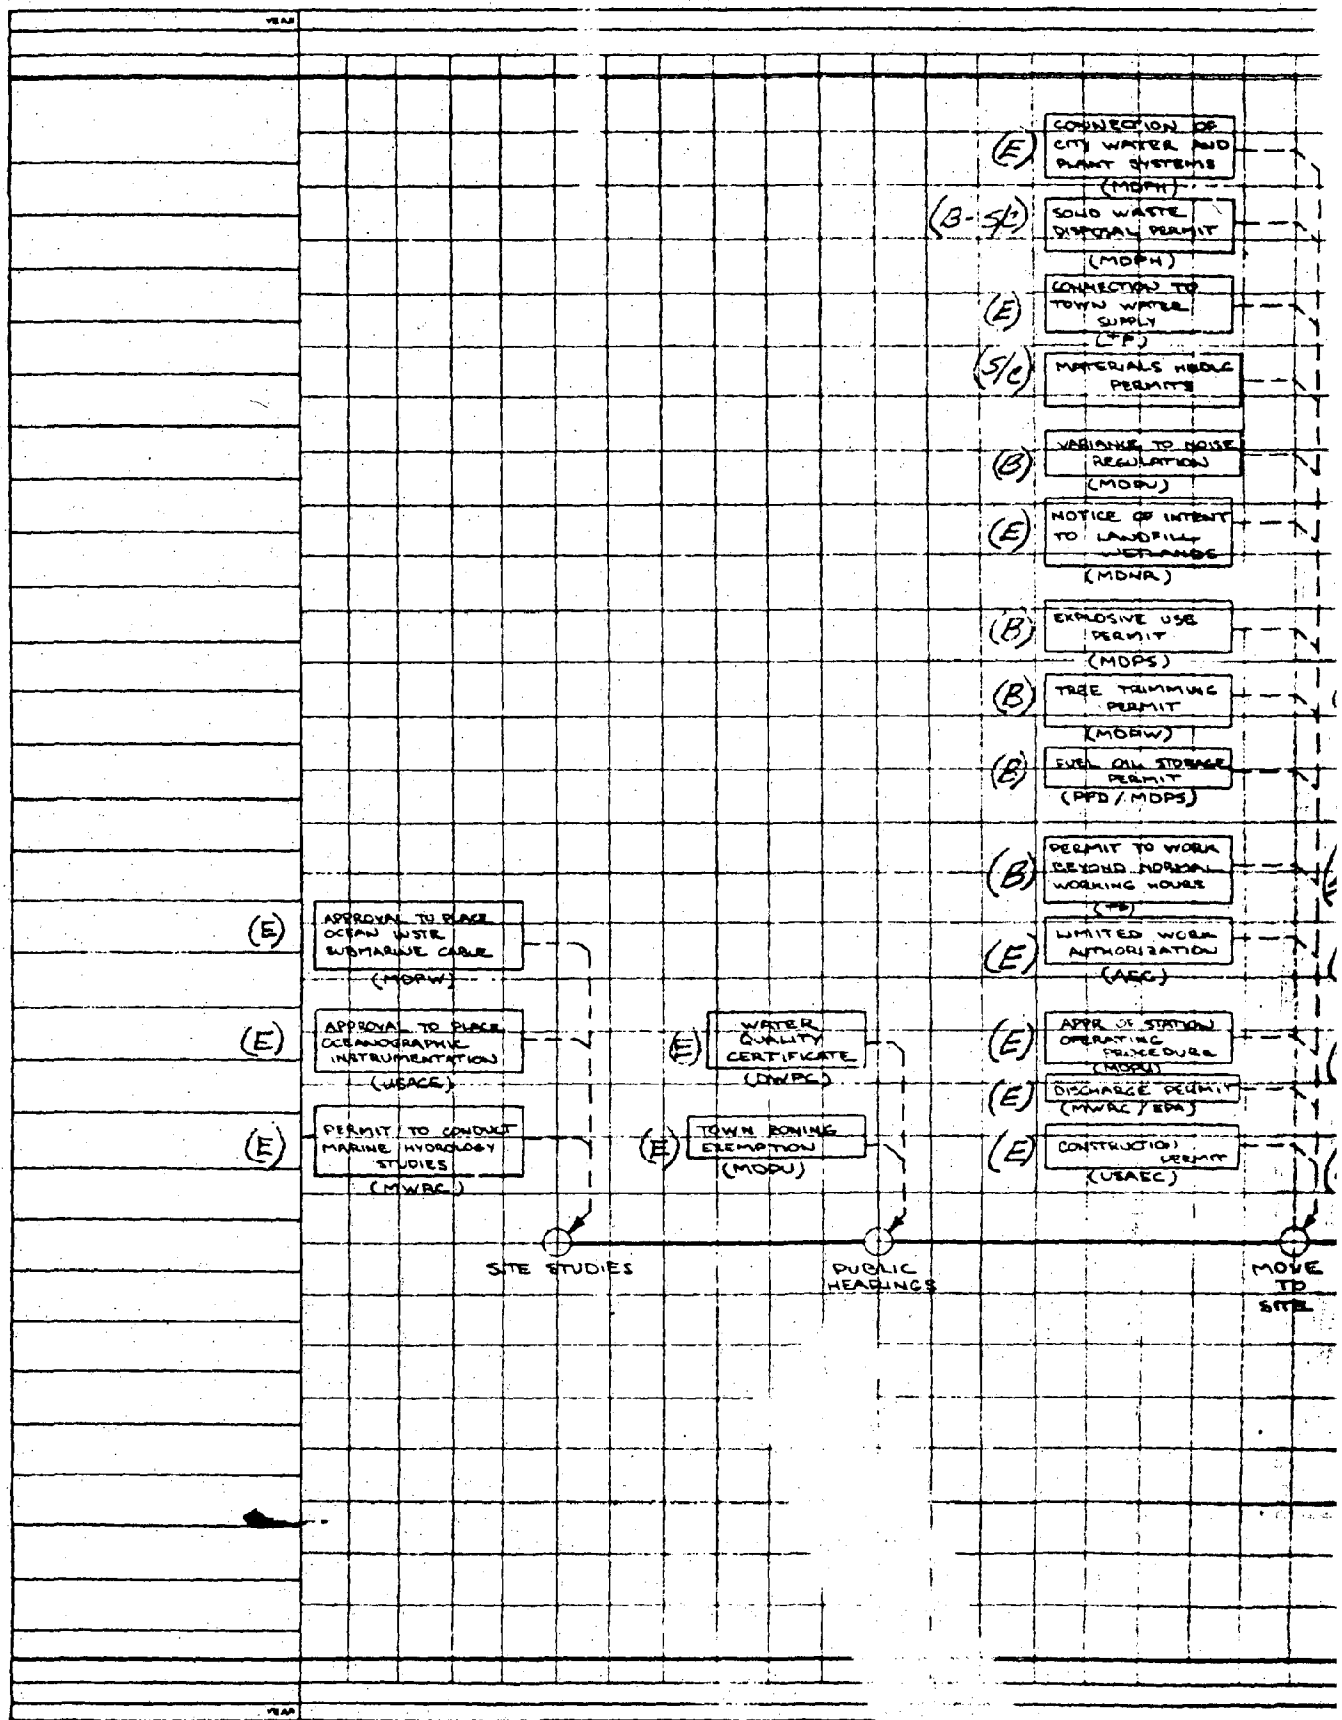 YEAR
(E)
CONNECTION OF
CITY WATER AND
PLANT SYSTEMS
(MDPH)
(B-S/C)
SOLID WASTE
DISPOSAL PERMIT
(MDPH)
(E)
CONNECTION TO
TOWN WATER
SUPPLY
(S/C)
MATERIALS HNDLG
PERMITS
(B)
VARIANCE TO NOISE
REGULATION
(MDPU)
(E)
NOTICE OF INTENT
TO LANDFILL
WETLANDS
(MDNR)
(B)
EXPLOSIVE USE
PERMIT
(MDPS)
(B)
TREE TRIMMING
PERMIT
(MDPW)
(B)
FUEL OIL STORAGE
PERMIT
(PPD / MDPS)
(B)
PERMIT TO WORK
BEYOND NORMAL
WORKING HOURS
(E)
LIMITED WORK
AUTHORIZATION
(AEC)
(E)
APPROVAL TO PLACE
OCEAN INSTR
SUBMARINE CABLE
(MDPW)
(E)
APPROVAL TO PLACE
OCEANOGRAPHIC
INSTRUMENTATION
(USACE)
(E)
WATER
QUALITY
CERTIFICATE
(DWPC)
(E)
APPR OF STATION
OPERATING
PROCEDURE
(MDPU)
(E)
DISCHARGE PERMIT
(MWRC / EPA)
(E)
PERMIT TO CONDUCT
MARINE HYDROLOGY
STUDIES
(MWRC)
(E)
TOWN ZONING
EXEMPTION
(MDPU)
(E)
CONSTRUCTION
PERMIT
(USAEC)
SITE STUDIES
PUBLIC
HEARINGS
MOVE
TO
SITE
YEAR